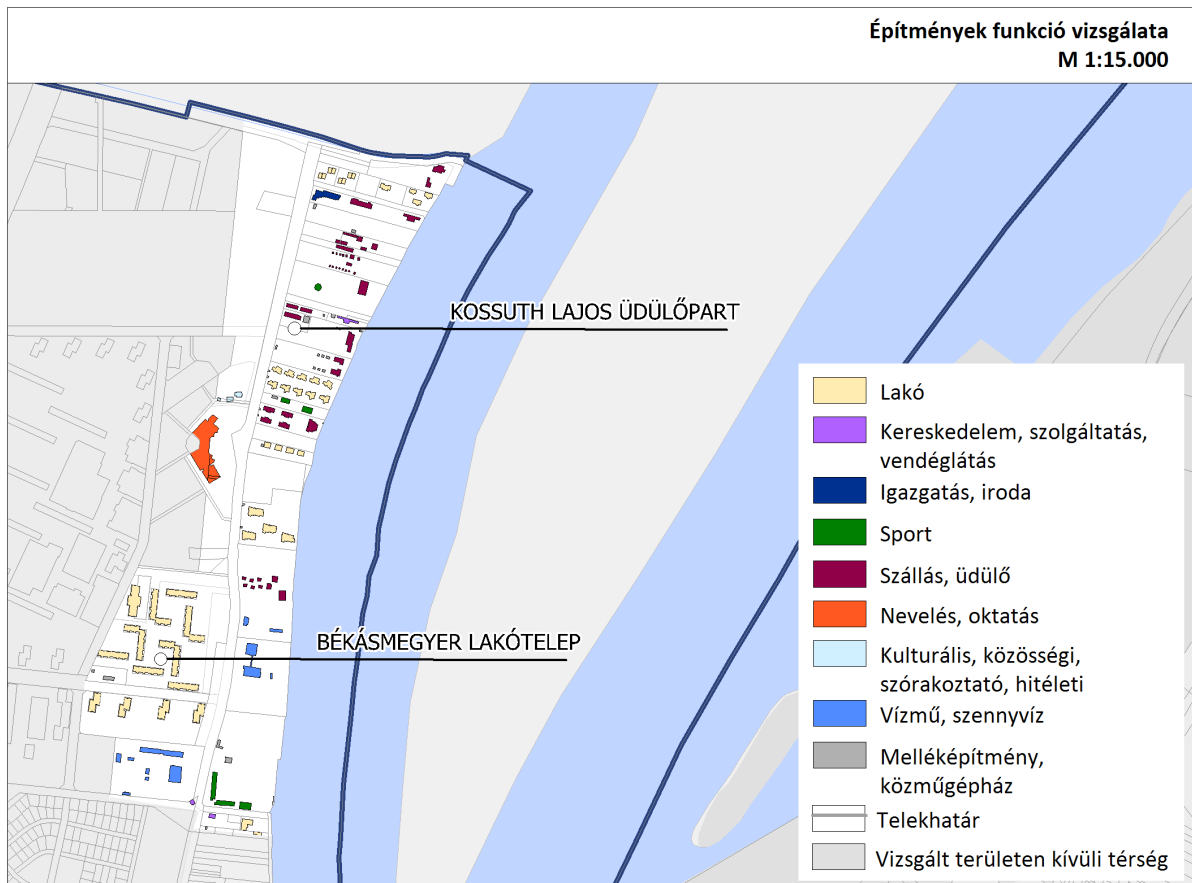 Építmények funkció vizsgálata
M 1:15.000
KOSSUTH LAJOS ÜDÜLŐPART
BÉKÁSMEGYER LAKÓTELEP
Lakó
Kereskedelem, szolgáltatás,
vendéglátás
Igazgatás, iroda
Sport
Szállás, üdülő
Nevelés, oktatás
Kulturális, közösségi,
szórakoztató, hitéleti
Vízmű, szennyvíz
Melléképítmény,
közműgépház
Telekhatár
Vizsgált területen kívüli térség